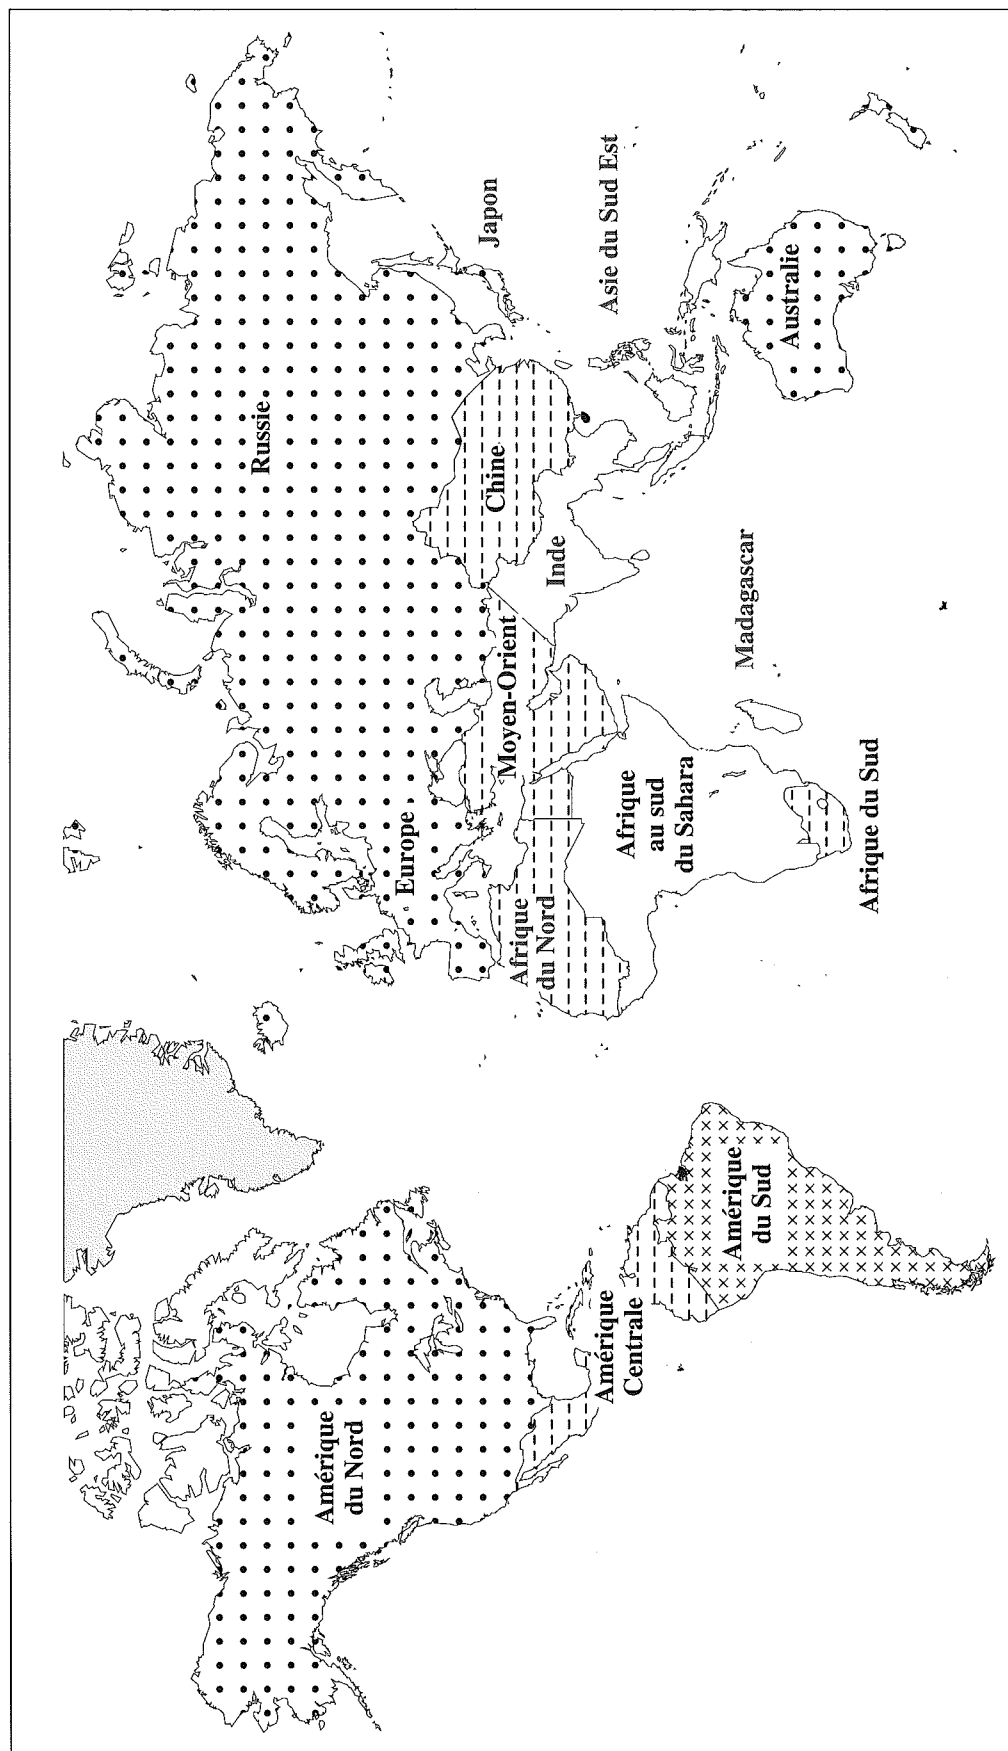 Amérique
du Nord
Amérique
Centrale
Amérique
du Sud
Europe
Russie
Afrique
du Nord
Moyen-Orient
Chine
Japon
Inde
Asie du Sud Est
Afrique
au sud
du Sahara
Madagascar
Australie
Afrique du Sud